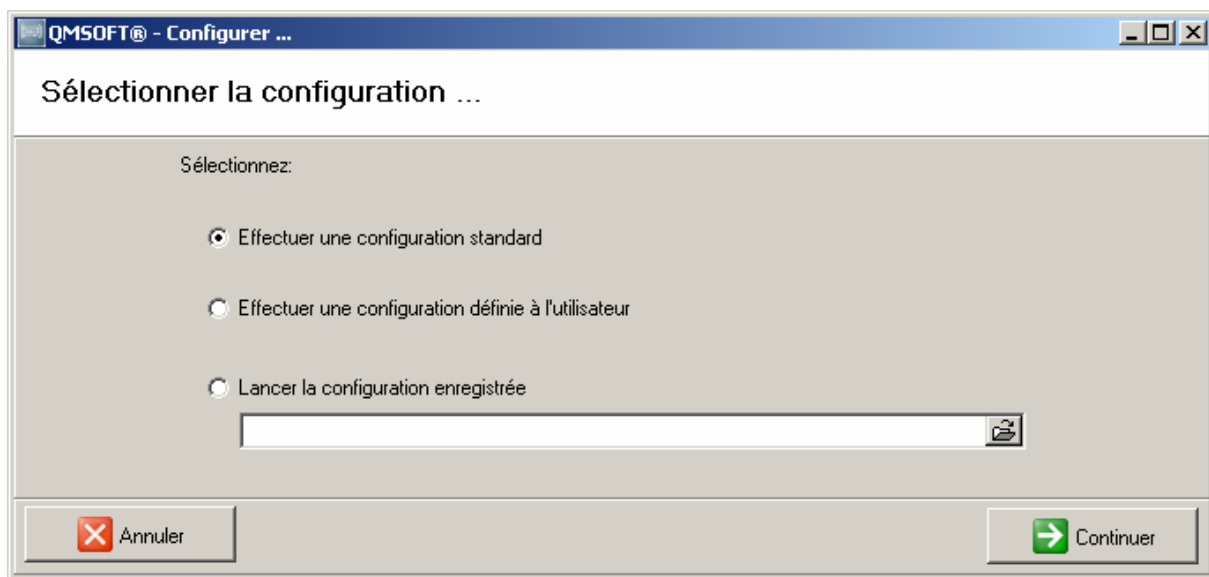 QMSOFT® - Configurer ...
Sélectionner la configuration ...
Sélectionnez:
Effectuer une configuration standard
Effectuer une configuration définie à l'utilisateur
Lancer la configuration enregistrée
Annuler
Continuer